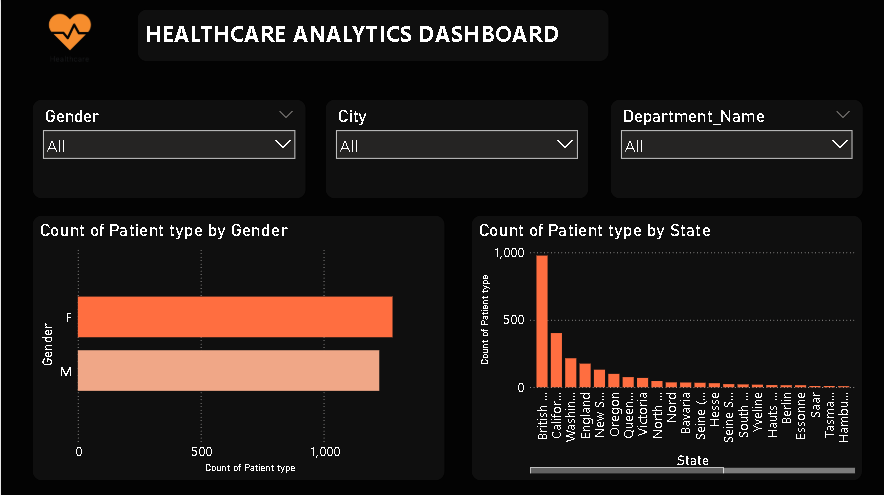 HEALTHCARE ANALYTICS DASHBOARD
Healthcare
Gender
All
City
All
Department_Name
All
Count of Patient type by Gender
Gender
F
M
0 500 1,000
Count of Patient type
Count of Patient type by State
Count of Patient type
1,000
500
0
British ...
Califor...
Washin...
England
New S...
Oregon
Queen...
Victoria
North ...
Nord
Bavaria
Seine (...
Hesse
Seine S...
South ...
Yveline
Hauts ...
Berlin
Essonne
Saar
Tasma...
Hambu...
State